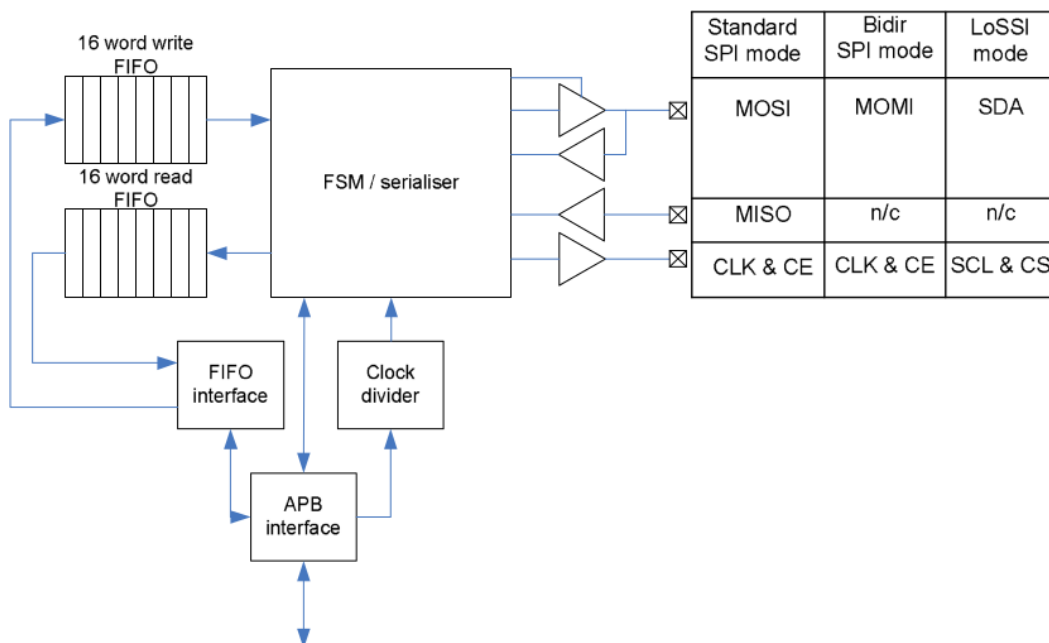 16 word write
FIFO
16 word read
FIFO
FSM / serialiser
FIFO
interface
Clock
divider
APB
interface
Standard
SPI mode
Bidir
SPI mode
LoSSI
mode
MOSI
MOMI
SDA
MISO
n/c
n/c
CLK & CE
CLK & CE
SCL & CS